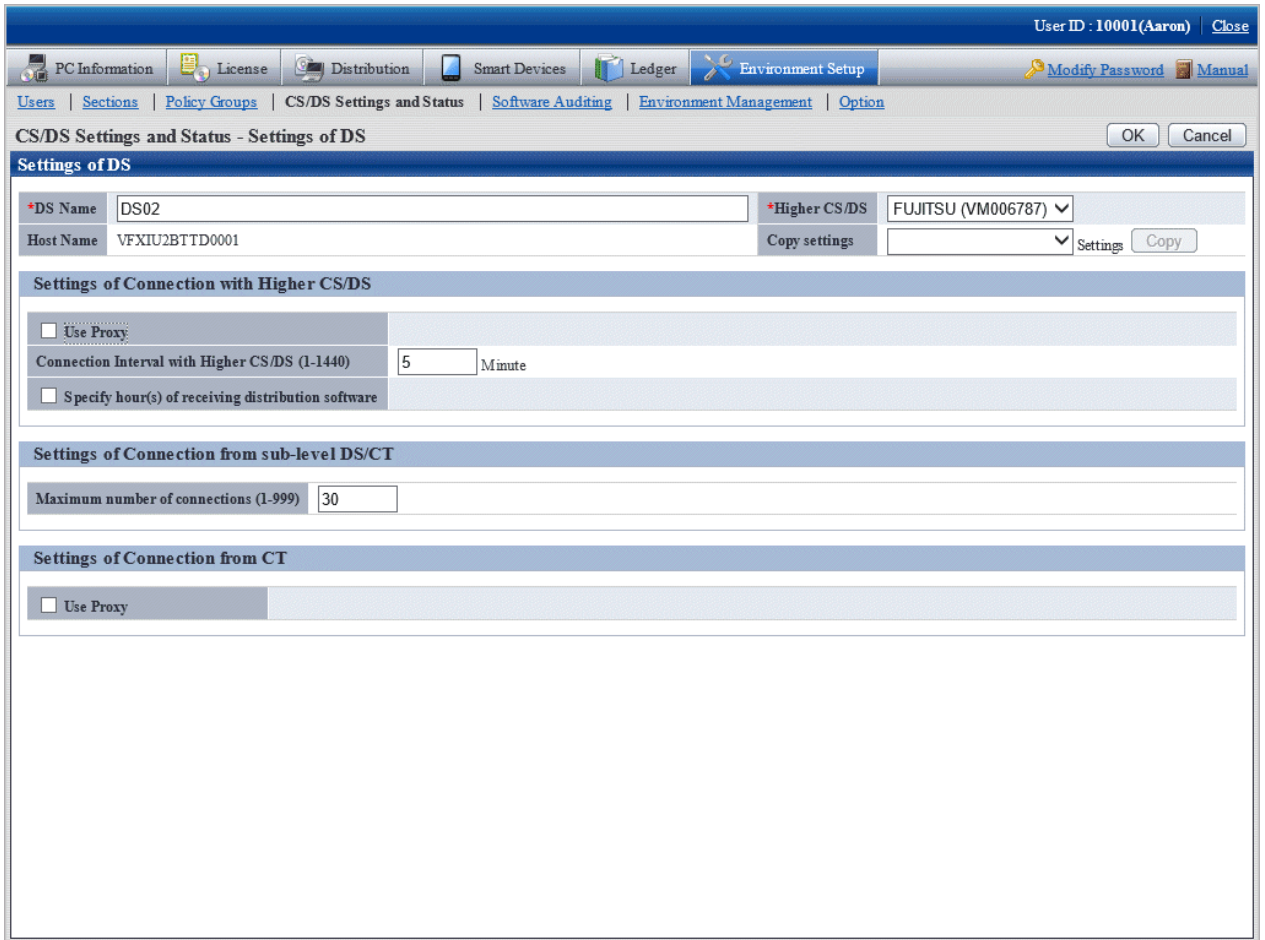 User ID : 10001(Aaron) Close
PC Information License Distribution Smart Devices Ledger Environment Setup Modify Password Manual
Users | Sections | Policy Groups | CS/DS Settings and Status | Software Auditing | Environment Management | Option
CS/DS Settings and Status - Settings of DS OK Cancel
Settings of DS
*DS Name DS02 *Higher CS/DS FUJITSU (VM006787)
Host Name VFXIU2BTTD0001 Copy settings Settings Copy
Settings of Connection with Higher CS/DS
Use Proxy
Connection Interval with Higher CS/DS (1-1440) 5 Minute
Specify hour(s) of receiving distribution software
Settings of Connection from sub-level DS/CT
Maximum number of connections (1-999) 30
Settings of Connection from CT
Use Proxy